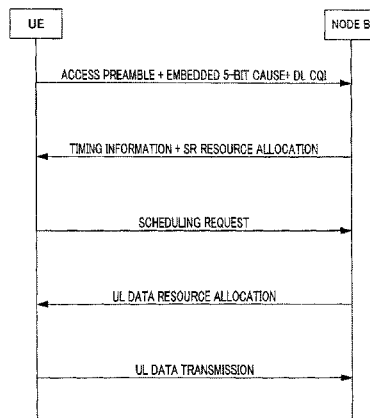 UE
NODE B
ACCESS PREAMBLE + EMBEDDED 5-BIT CAUSE+ DL CQI
TIMING INFORMATION + SR RESOURCE ALLOCATION
SCHEDULING REQUEST
UL DATA RESOURCE ALLOCATION
UL DATA TRANSMISSION